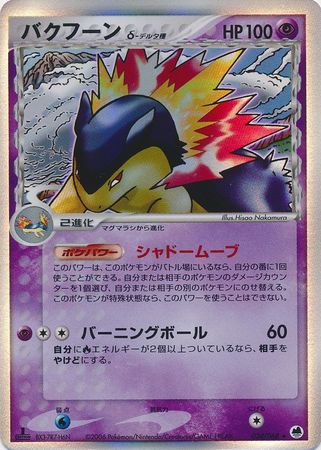 バクフーン δ-デルタ種 HP100
Illus. Hisao Nakamura
2進化 マグマラシから進化
ポケパワー シャドームーブ
このパワーは、このポケモンがバトル場にいるなら、自分の番に1回
使うことができる。自分または相手のポケモンのダメージカウン
ターを1個選び、自分または相手の別のポケモンにのせ替える。こ
のポケモンが特殊状態なら、このパワーを使うことはできない。
バーニングボール 60
自分に エネルギーが2個以上ついているなら、相手を
やけどにする。
弱点 抵抗力 にげる
©2006 Pokémon/Nintendo/Creatures/GAME FREAK